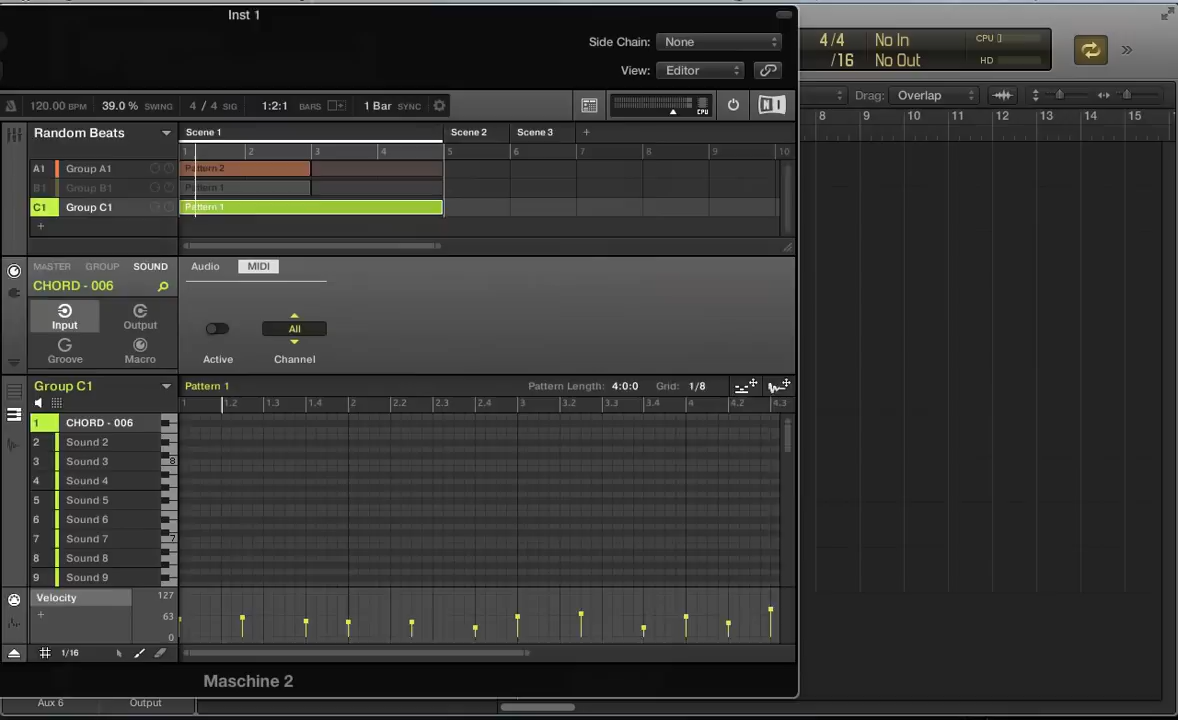 Inst 1
Side Chain: None
View: Editor
4/4 No In CPU
/16 No Out HD
120.00 BPM 39.0% SWING 4 / 4 SIG 1:2:1 BARS 1 Bar SYNC CPU
Drag: Overlap
8 9 10 11 12 13 14 15
Random Beats Scene 1 Scene 2 Scene 3 +
1 2 3 4 5 6 7 8 9 10
A1 Group A1 Pattern 2
B1 Group B1 Pattern 1
C1 Group C1 Pattern 1
+
MASTER GROUP SOUND Audio MIDI
CHORD - 006
Input Output All
Groove Macro Active Channel
Group C1 Pattern 1 Pattern Length: 4:0:0 Grid: 1/8
1 1.2 1.3 1.4 2 2.2 2.3 2.4 3 3.2 3.3 3.4 4 4.2 4.3
1 CHORD - 006
2 Sound 2
3 Sound 3 8
4 Sound 4
5 Sound 5
6 Sound 6
7 Sound 7 7
8 Sound 8
9 Sound 9
Velocity 127
+ 63
0
1/16
Maschine 2
Aux 6 Output